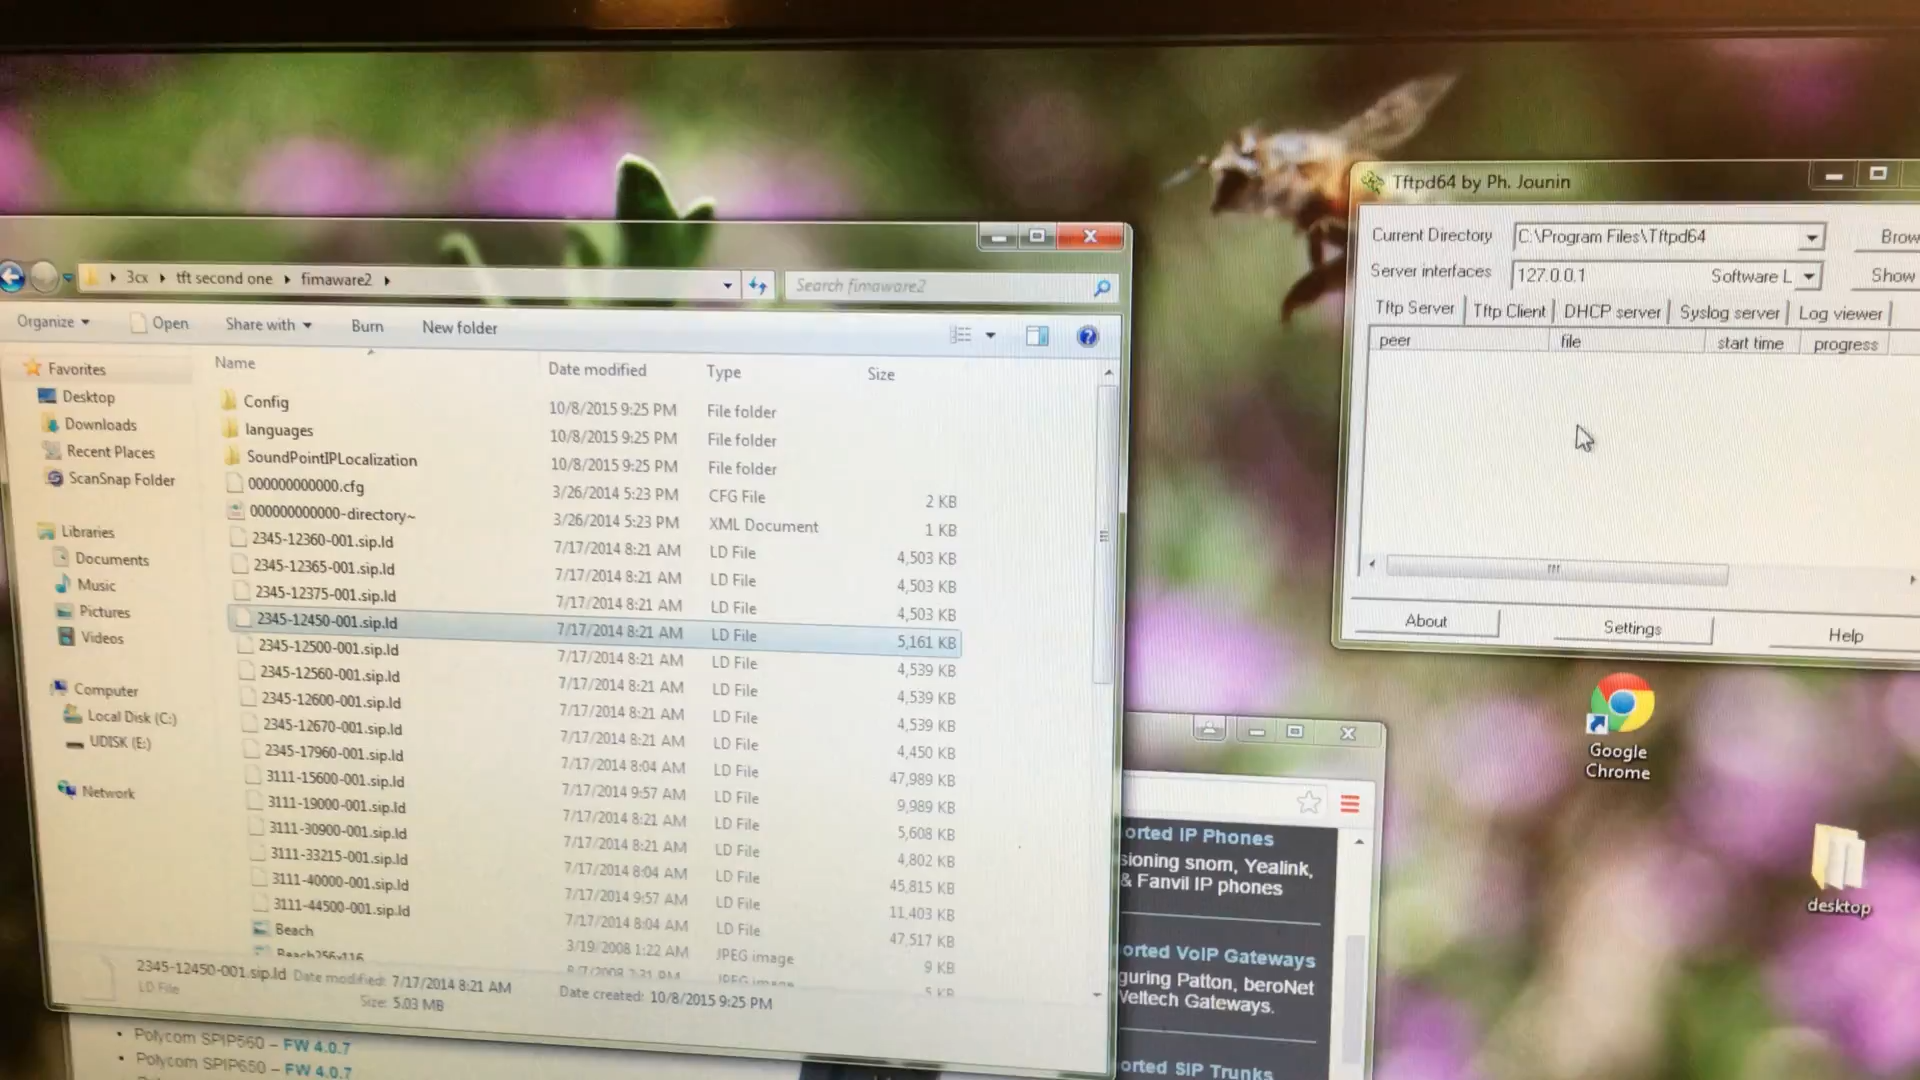 3cx
tft second one
fimaware2
Search fimaware2
Organize
Open
Share with
Burn
New folder
Favorites
Desktop
Downloads
Recent Places
ScanSnap Folder
Libraries
Documents
Music
Pictures
Videos
Computer
Local Disk (C:)
UDISK (E:)
Network
Name Date modified Type Size
Config 10/8/2015 9:25 PM File folder
languages 10/8/2015 9:25 PM File folder
SoundPointIPLocalization 10/8/2015 9:25 PM File folder
000000000000.cfg 3/26/2014 5:23 PM CFG File 2 KB
000000000000-directory~ 3/26/2014 5:23 PM XML Document 1 KB
2345-12360-001.sip.ld 7/17/2014 8:21 AM LD File 4,503 KB
2345-12365-001.sip.ld 7/17/2014 8:21 AM LD File 4,503 KB
2345-12375-001.sip.ld 7/17/2014 8:21 AM LD File 4,503 KB
2345-12450-001.sip.ld 7/17/2014 8:21 AM LD File 5,161 KB
2345-12500-001.sip.ld 7/17/2014 8:21 AM LD File 4,539 KB
2345-12560-001.sip.ld 7/17/2014 8:21 AM LD File 4,539 KB
2345-12600-001.sip.ld 7/17/2014 8:21 AM LD File 4,539 KB
2345-12670-001.sip.ld 7/17/2014 8:21 AM LD File 4,450 KB
2345-17960-001.sip.ld 7/17/2014 8:04 AM LD File 47,989 KB
3111-15600-001.sip.ld 7/17/2014 9:57 AM LD File 9,989 KB
3111-19000-001.sip.ld 7/17/2014 8:21 AM LD File 5,608 KB
3111-30900-001.sip.ld 7/17/2014 8:21 AM LD File 4,802 KB
3111-33215-001.sip.ld 7/17/2014 8:04 AM LD File 45,815 KB
3111-40000-001.sip.ld 7/17/2014 9:57 AM LD File 11,403 KB
3111-44500-001.sip.ld 7/17/2014 8:04 AM LD File 47,517 KB
Beach 3/19/2008 1:22 AM JPEG image 9 KB
Beach256x116 JPEG image 5 KB
2345-12450-001.sip.ld Date modified: 7/17/2014 8:21 AM Date created: 10/8/2015 9:25 PM
LD File Size: 5.03 MB
Polycom SPIP560 – FW 4.0.7
Polycom SPIP650 – FW 4.0.7
Tftpd64 by Ph. Jounin
Current Directory C:\Program Files\Tftpd64 Brow
Server interfaces 127.0.0.1 Software L Show
Tftp Server Tftp Client DHCP server Syslog server Log viewer
peer file start time progress
About Settings Help
Google
Chrome
desktop
orted IP Phones
sioning snom, Yealink,
& Fanvil IP phones
orted VoIP Gateways
guring Patton, beroNet
Welltech Gateways.
orted SIP Trunks